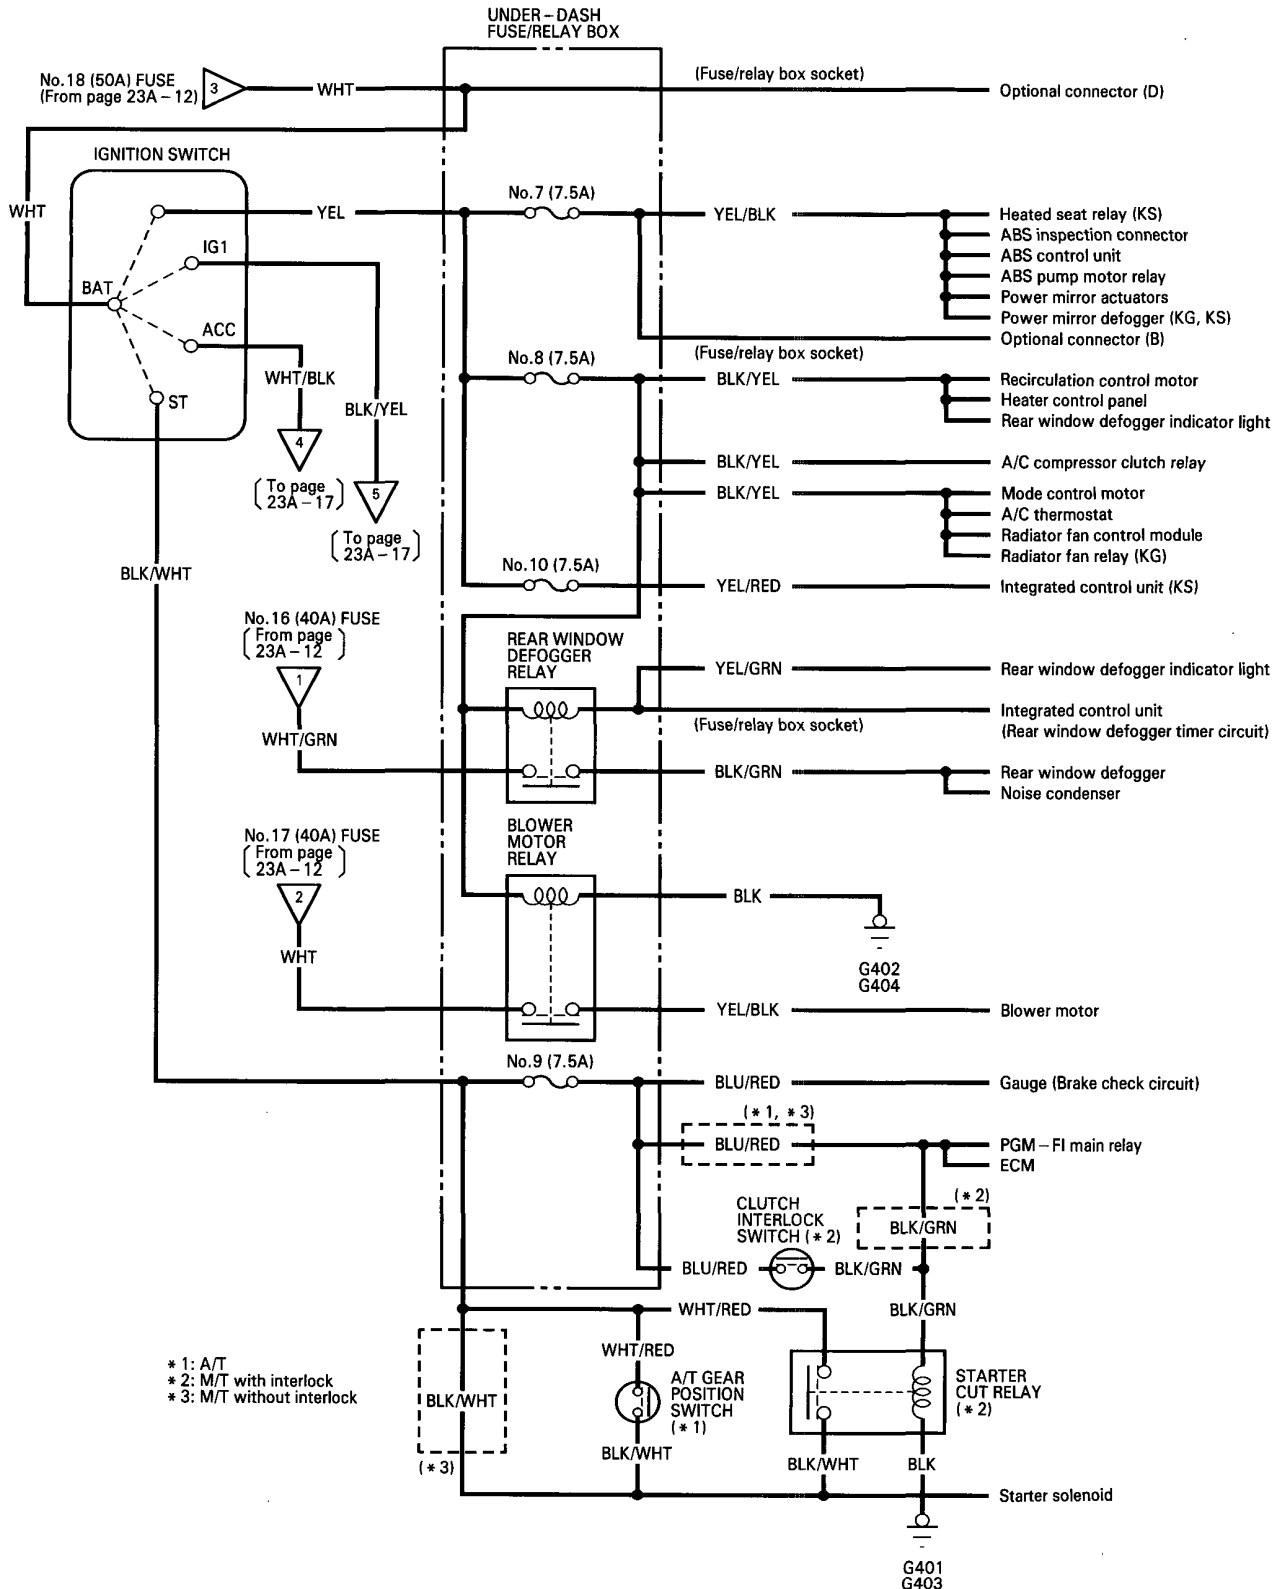 UNDER – DASH
FUSE/RELAY BOX
No.18 (50A) FUSE
(From page 23A – 12)
3
WHT
(Fuse/relay box socket)
Optional connector (D)
IGNITION SWITCH
WHT
YEL
No.7 (7.5A)
YEL/BLK
Heated seat relay (KS)
ABS inspection connector
ABS control unit
ABS pump motor relay
Power mirror actuators
Power mirror defogger (KG, KS)
Optional connector (B)
IG1
BAT
ACC
ST
WHT/BLK
BLK/YEL
4
(To page
23A – 17)
5
(To page
23A – 17)
(Fuse/relay box socket)
No.8 (7.5A)
BLK/YEL
Recirculation control motor
Heater control panel
Rear window defogger indicator light
BLK/YEL
A/C compressor clutch relay
BLK/YEL
Mode control motor
A/C thermostat
Radiator fan control module
Radiator fan relay (KG)
BLK/WHT
No.10 (7.5A)
YEL/RED
Integrated control unit (KS)
No.16 (40A) FUSE
(From page
23A – 12)
1
WHT/GRN
REAR WINDOW
DEFOGGER
RELAY
YEL/GRN
Rear window defogger indicator light
(Fuse/relay box socket)
Integrated control unit
(Rear window defogger timer circuit)
BLK/GRN
Rear window defogger
Noise condenser
No.17 (40A) FUSE
(From page
23A – 12)
2
WHT
BLOWER
MOTOR
RELAY
BLK
G402
G404
YEL/BLK
Blower motor
No.9 (7.5A)
BLU/RED
Gauge (Brake check circuit)
(* 1, * 3)
BLU/RED
PGM – FI main relay
ECM
CLUTCH
INTERLOCK
SWITCH (* 2)
(* 2)
BLK/GRN
BLU/RED
BLK/GRN
WHT/RED
BLK/GRN
* 1: A/T
* 2: M/T with interlock
* 3: M/T without interlock
BLK/WHT
(* 3)
WHT/RED
A/T GEAR
POSITION
SWITCH
(* 1)
BLK/WHT
STARTER
CUT RELAY
(* 2)
BLK/WHT
BLK
Starter solenoid
G401
G403